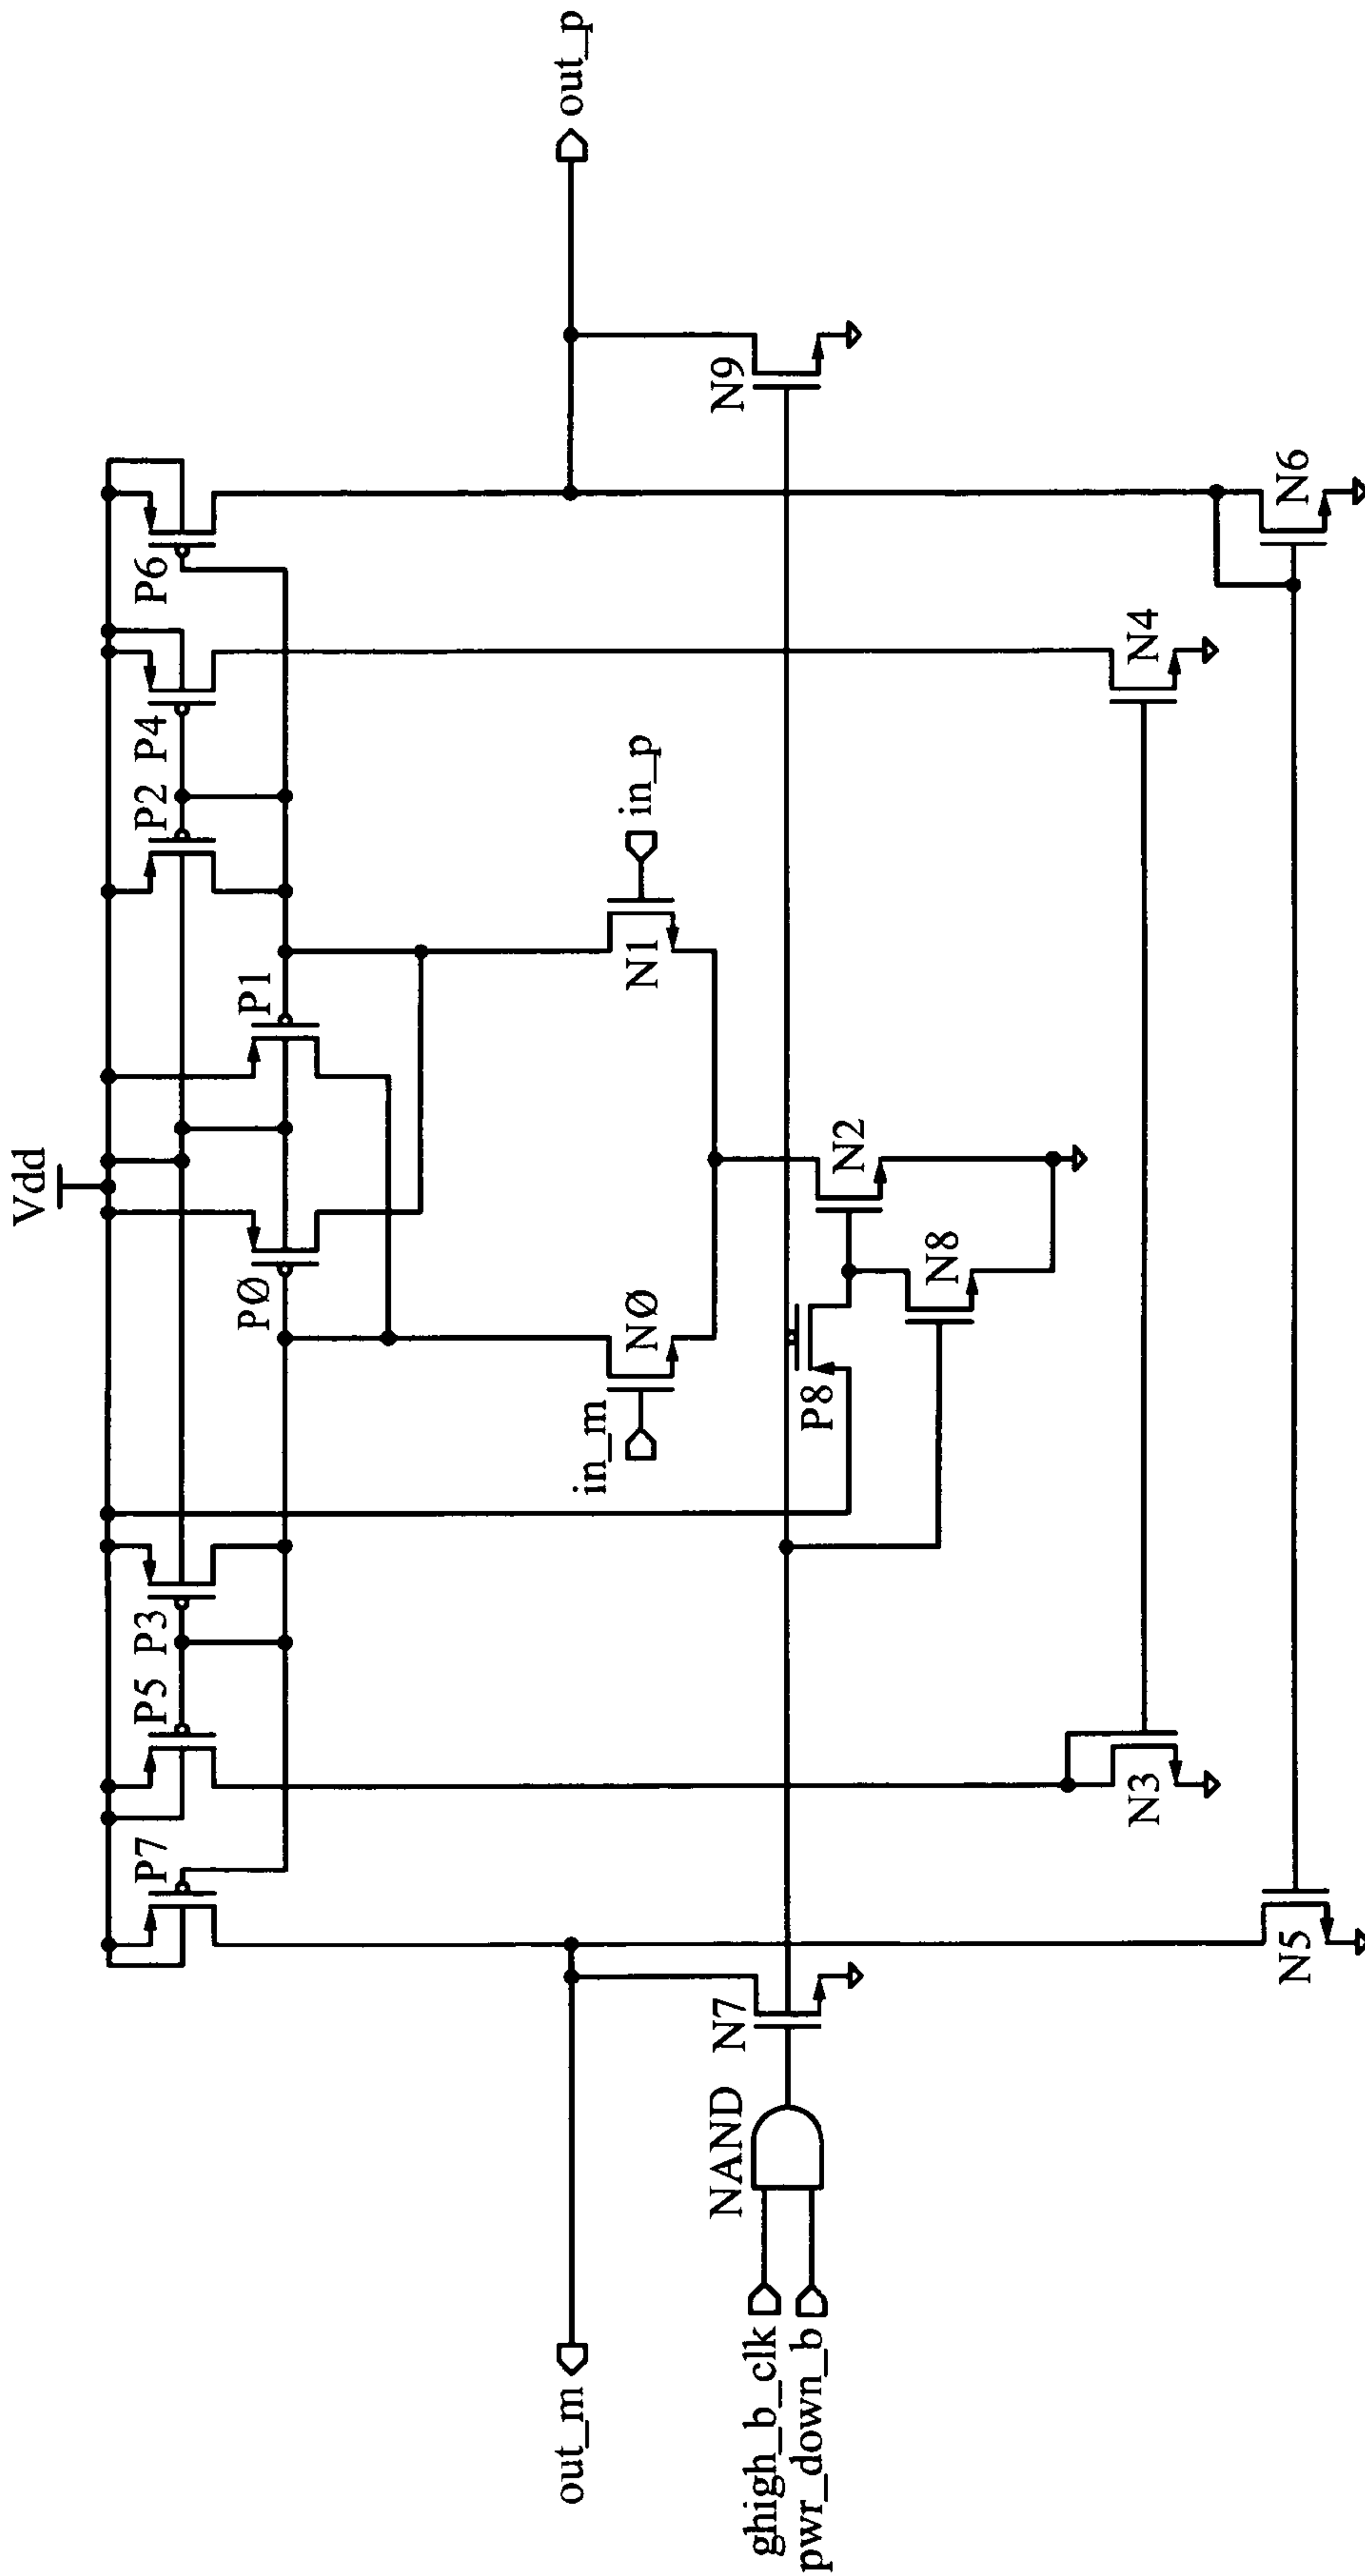 Vdd
P7
P5
P3
PØ
P1
P2
P4
P6
out_m
out_p
in_m
in_p
NØ
N1
ghigh_b_clk
pwr_down_b
NAND
N7
P8
N8
N2
N9
N3
N4
N5
N6